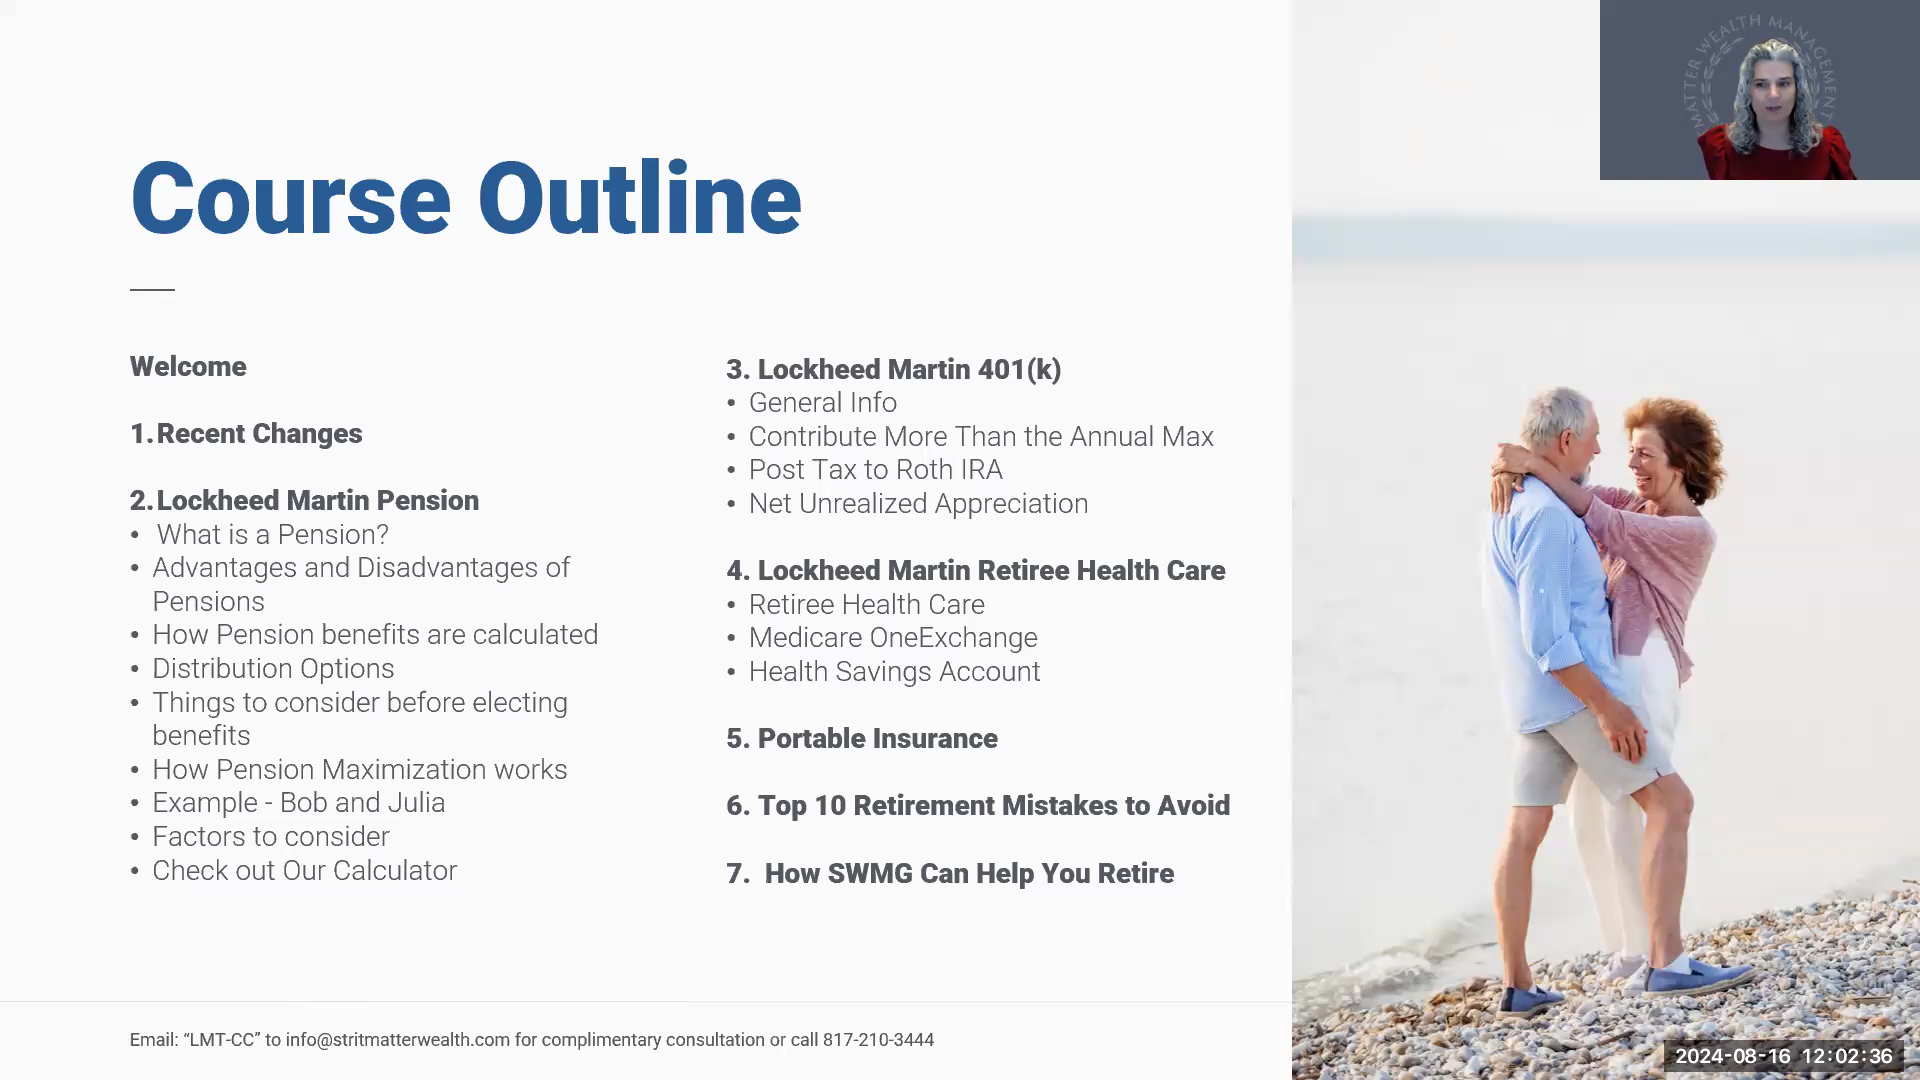 MATTER WEALTH MANAGEMENT
Course Outline
Welcome
1. Recent Changes
2. Lockheed Martin Pension
• What is a Pension?
• Advantages and Disadvantages of
Pensions
• How Pension benefits are calculated
• Distribution Options
• Things to consider before electing
benefits
• How Pension Maximization works
• Example - Bob and Julia
• Factors to consider
• Check out Our Calculator
3. Lockheed Martin 401(k)
• General Info
• Contribute More Than the Annual Max
• Post Tax to Roth IRA
• Net Unrealized Appreciation
4. Lockheed Martin Retiree Health Care
• Retiree Health Care
• Medicare OneExchange
• Health Savings Account
5. Portable Insurance
6. Top 10 Retirement Mistakes to Avoid
7. How SWMG Can Help You Retire
Email: “LMT-CC” to info@stritmatterwealth.com for complimentary consultation or call 817-210-3444
2024-08-16 12:02:36